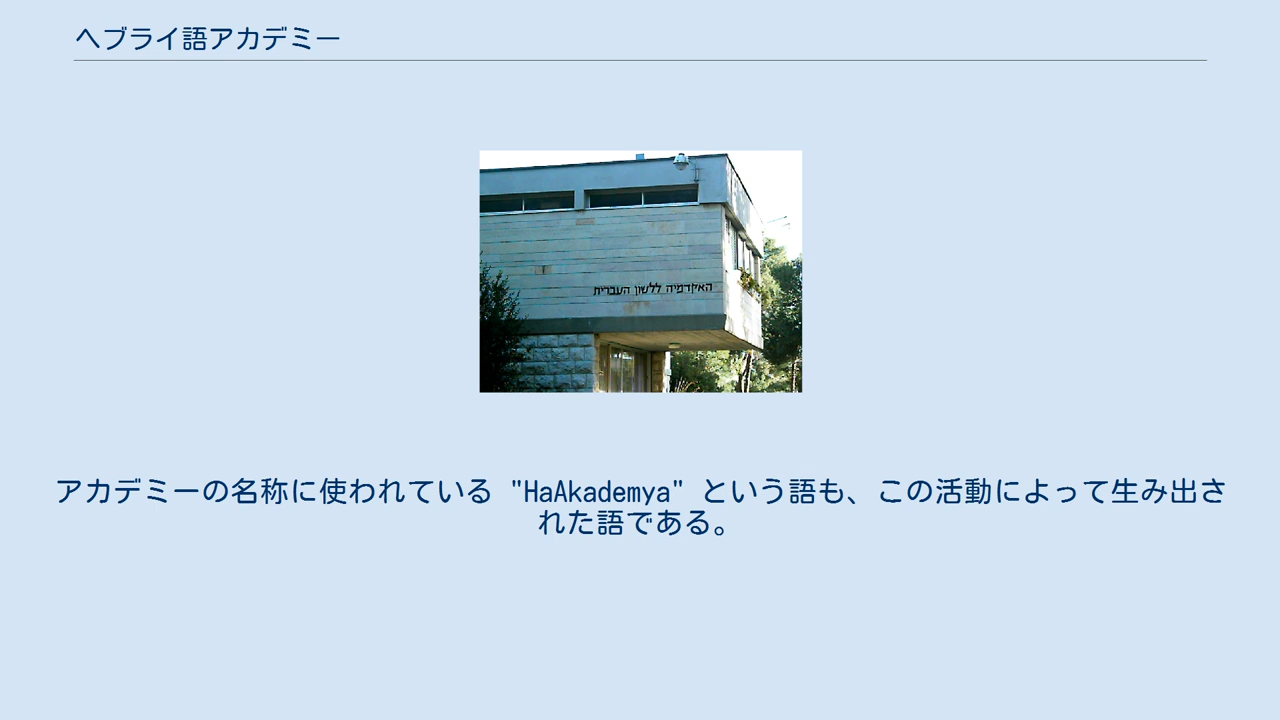 ヘブライ語アカデミー
האקדמיה ללשון העברית
アカデミーの名称に使われている "HaAkademya" という語も、この活動によって生み出さ
れた語である。